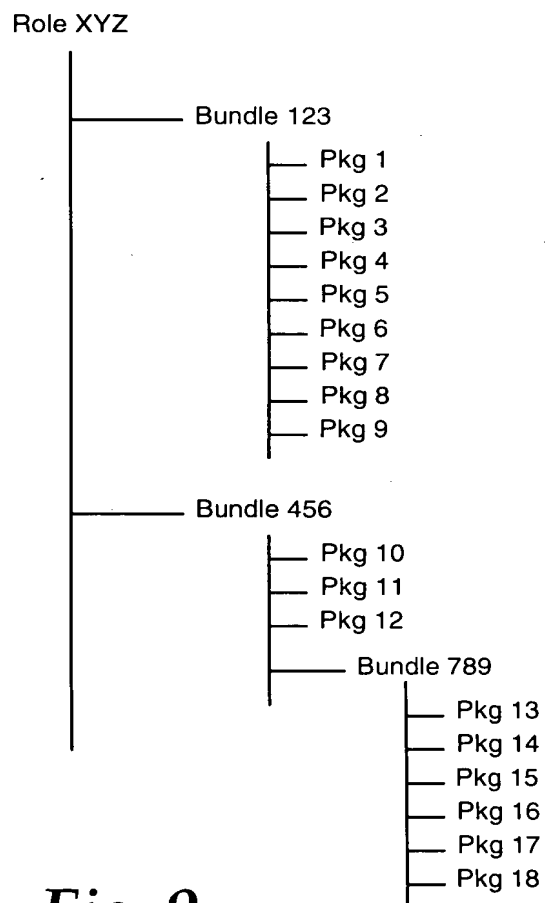 Role XYZ
Bundle 123
Pkg 1
Pkg 2
Pkg 3
Pkg 4
Pkg 5
Pkg 6
Pkg 7
Pkg 8
Pkg 9
Bundle 456
Pkg 10
Pkg 11
Pkg 12
Bundle 789
Pkg 13
Pkg 14
Pkg 15
Pkg 16
Pkg 17
Pkg 18
Fig